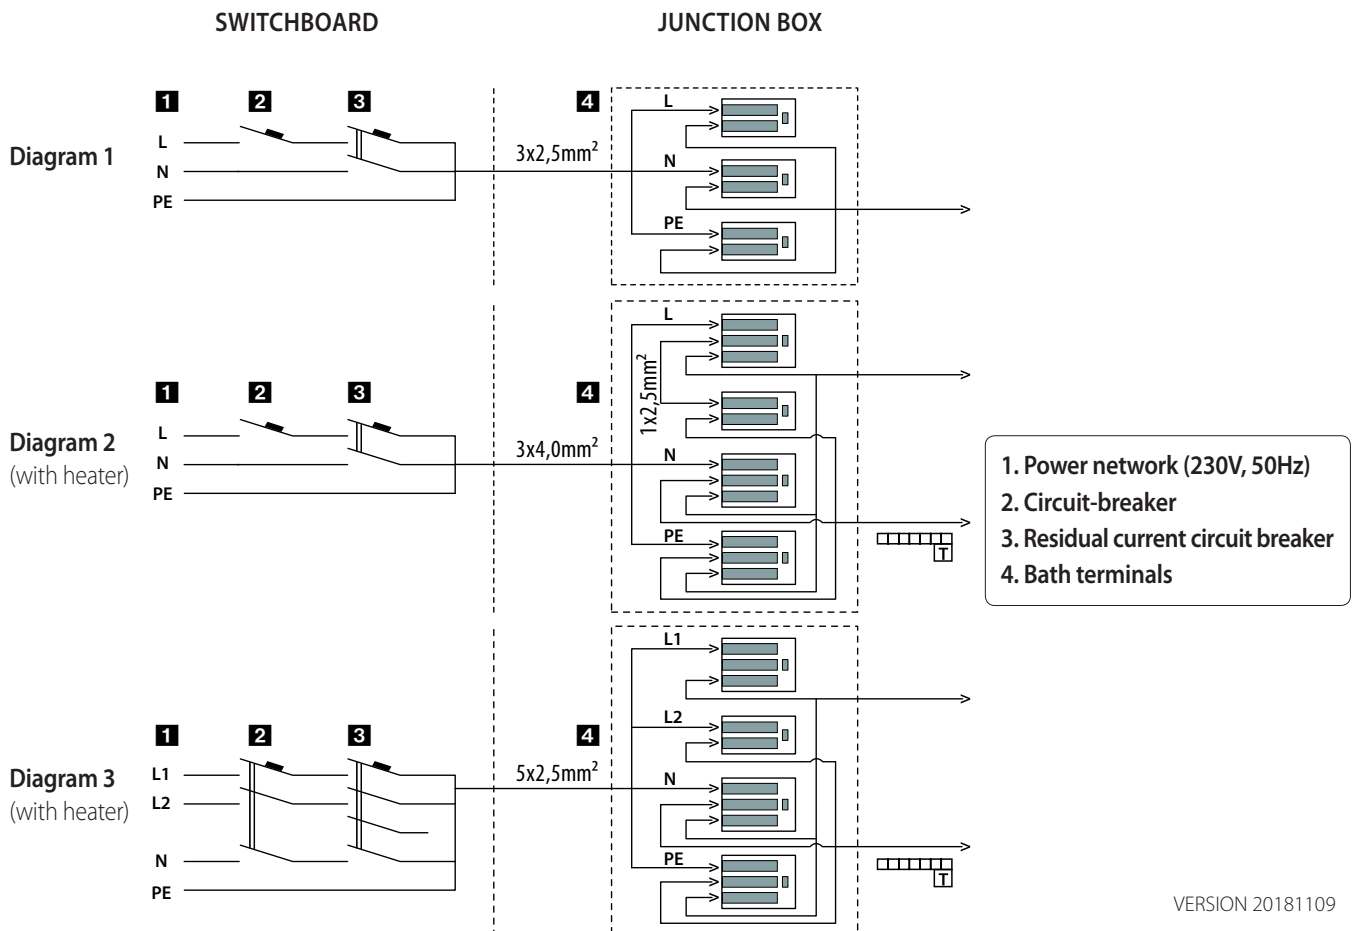 SWITCHBOARD
JUNCTION BOX
Diagram 1
1 2 3 4
L
N
PE
3x2,5mm²
L
N
PE
Diagram 2
(with heater)
1 2 3 4
L
N
PE
3x4,0mm²
1x2,5mm²
L
N
PE
T
1. Power network (230V, 50Hz)
2. Circuit-breaker
3. Residual current circuit breaker
4. Bath terminals
Diagram 3
(with heater)
1 2 3 4
L1
L2
N
PE
5x2,5mm²
L1
L2
N
PE
T
VERSION 20181109